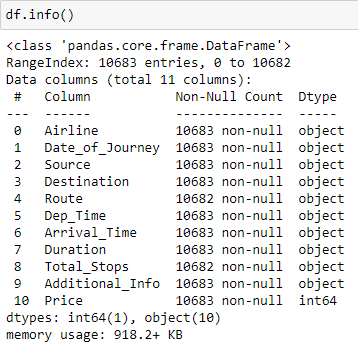 df.info()
<class 'pandas.core.frame.DataFrame'>
RangeIndex: 10683 entries, 0 to 10682
Data columns (total 11 columns):
 #   Column           Non-Null Count  Dtype
---  ------           --------------  -----
 0   Airline          10683 non-null  object
 1   Date_of_Journey  10683 non-null  object
 2   Source           10683 non-null  object
 3   Destination      10683 non-null  object
 4   Route            10682 non-null  object
 5   Dep_Time         10683 non-null  object
 6   Arrival_Time     10683 non-null  object
 7   Duration         10683 non-null  object
 8   Total_Stops      10682 non-null  object
 9   Additional_Info  10683 non-null  object
 10  Price            10683 non-null  int64
dtypes: int64(1), object(10)
memory usage: 918.2+ KB